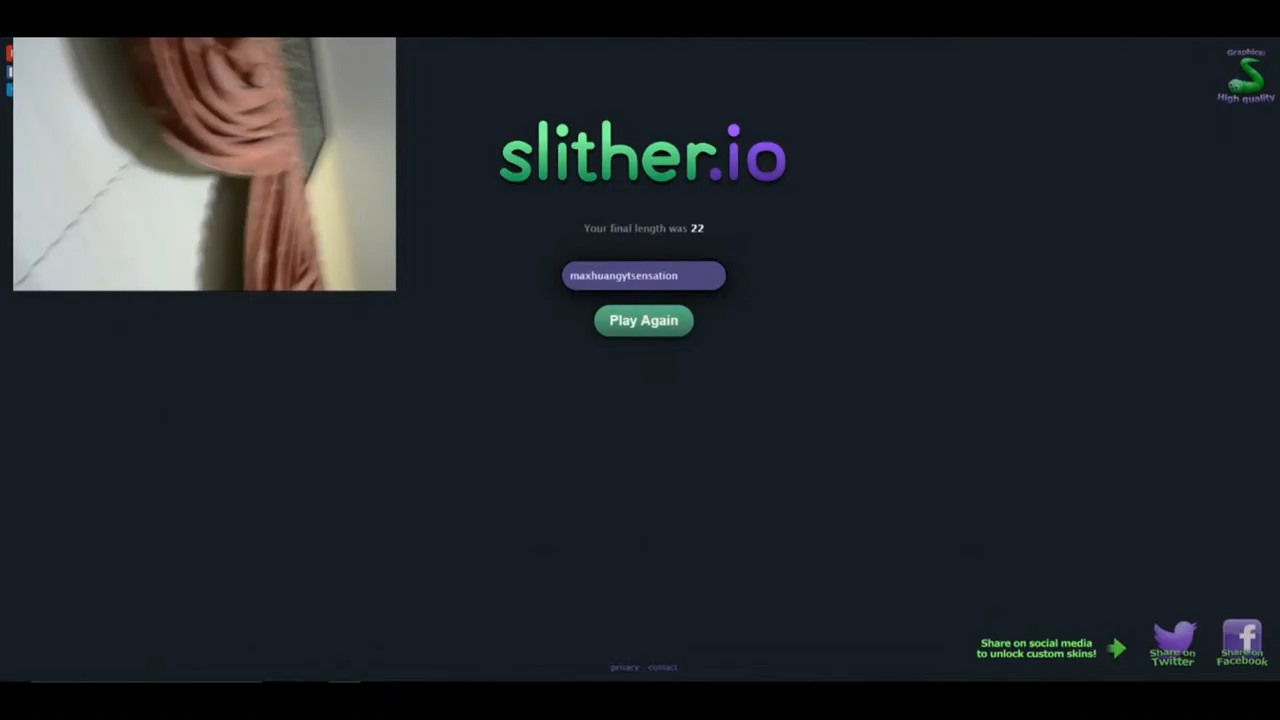 Graphics:
High quality
slither.io
Your final length was 22
maxhuangytsensation
Play Again
Share on social media
to unlock custom skins!
Share on
Twitter
Share on
Facebook
privacy · contact